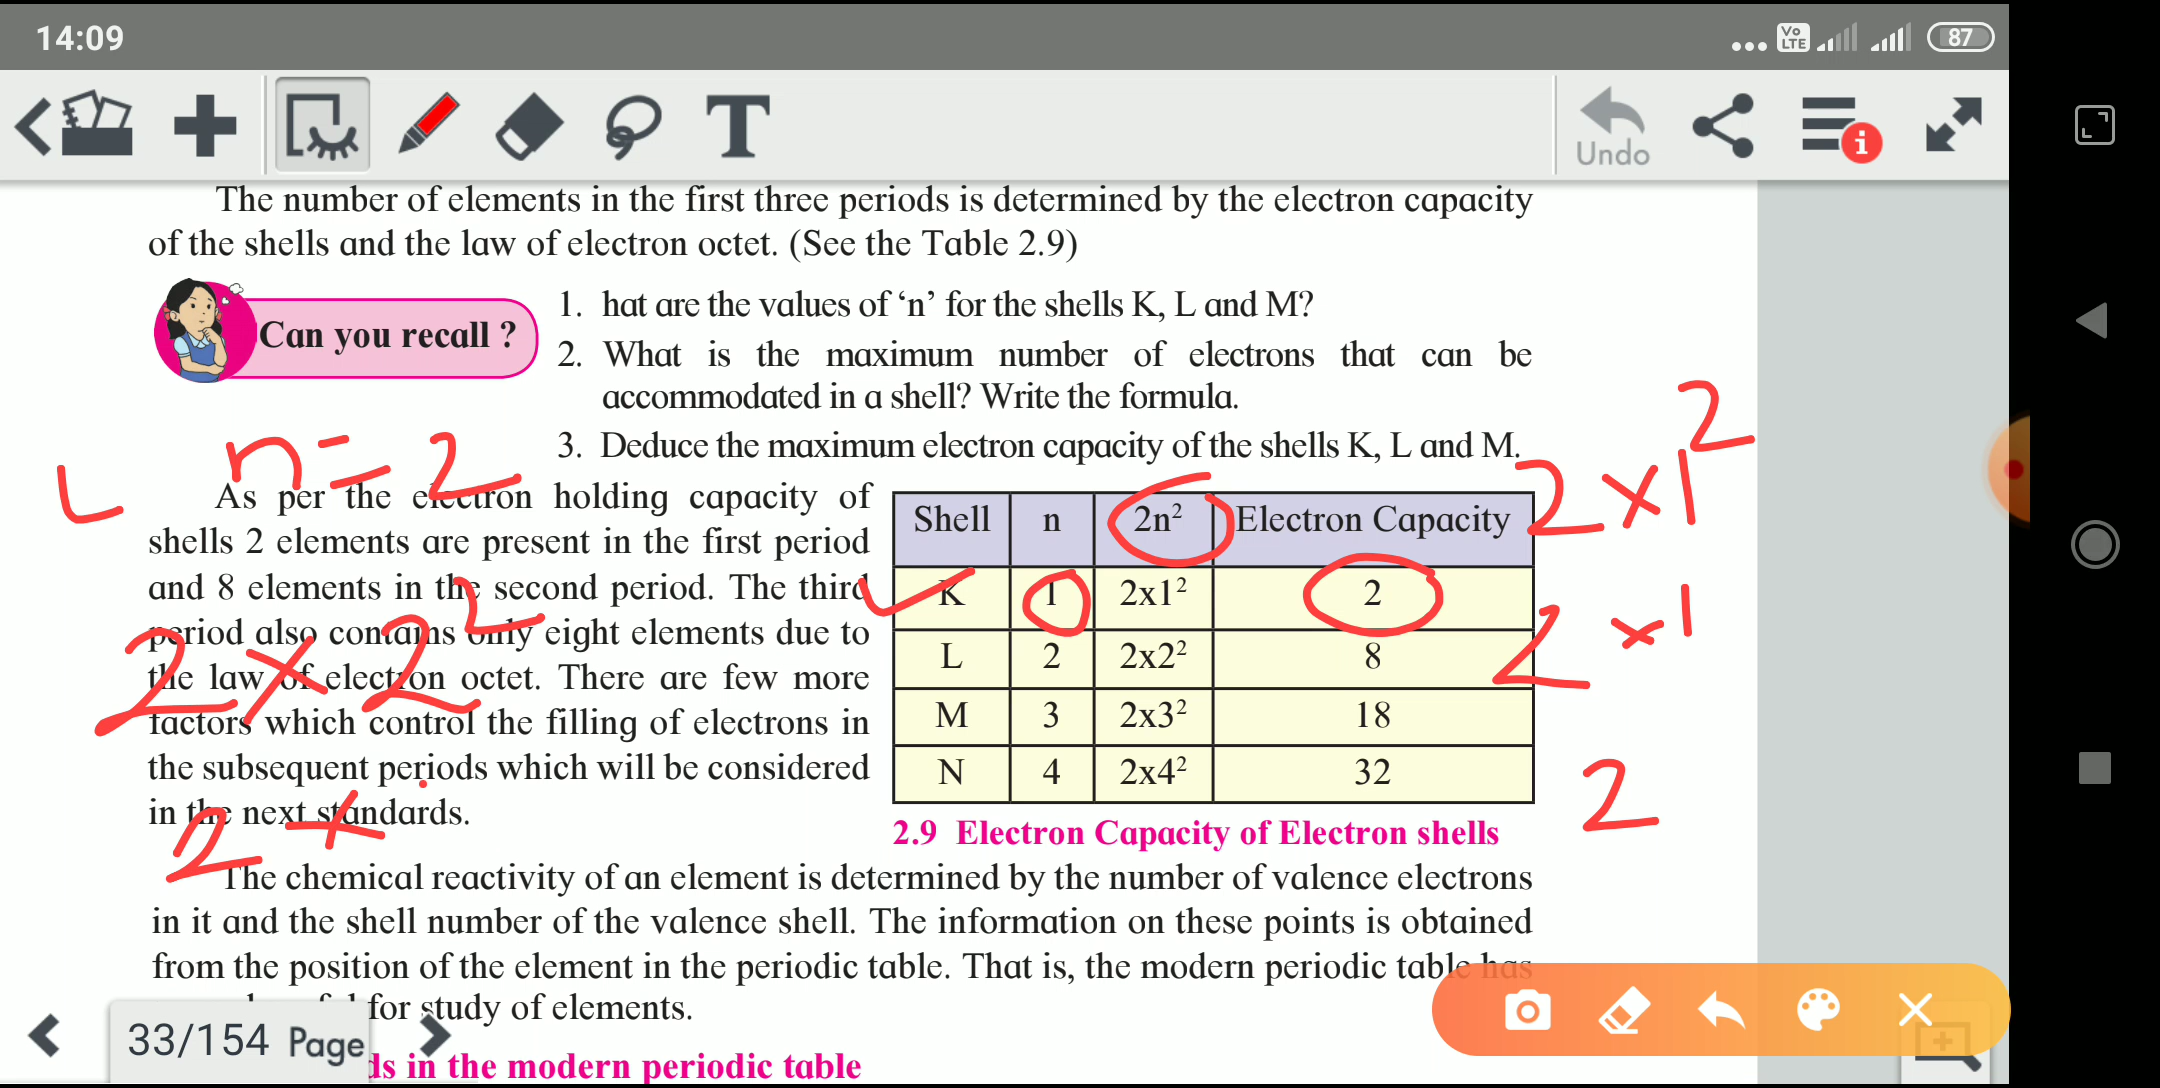 14:09
Vo LTE
87
T
Undo
i
The number of elements in the first three periods is determined by the electron capacity
of the shells and the law of electron octet. (See the Table 2.9)
Can you recall ?
1. hat are the values of ‘n’ for the shells K, L and M?
2. What is the maximum number of electrons that can be
accommodated in a shell? Write the formula.
3. Deduce the maximum electron capacity of the shells K, L and M.
L n = 2
As per the electron holding capacity of
shells 2 elements are present in the first period
and 8 elements in the second period. The third
period also contains only eight elements due to
the law of electron octet. There are few more
factors which control the filling of electrons in
the subsequent periods which will be considered
in the next standards.
2 x 2²
2 x
Shell n 2n² Electron Capacity
K 1 2x1² 2
L 2 2x2² 8
M 3 2x3² 18
N 4 2x4² 32
2 x 1²
2 x 1
2
2.9 Electron Capacity of Electron shells
The chemical reactivity of an element is determined by the number of valence electrons
in it and the shell number of the valence shell. The information on these points is obtained
from the position of the element in the periodic table. That is, the modern periodic table has
for study of elements.
33/154 Page
in the modern periodic table